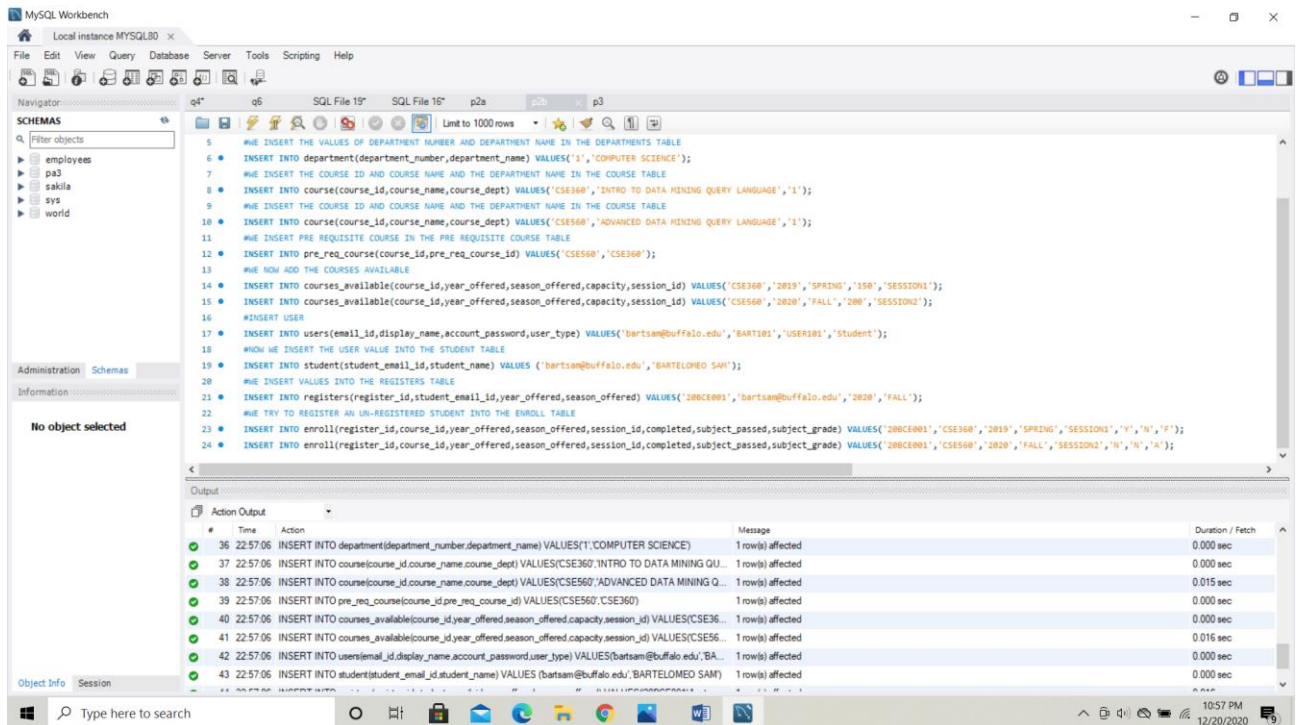 MySQL Workbench
Local instance MYSQL80
File Edit View Query Database Server Tools Scripting Help
Navigator
SCHEMAS
Filter objects
employees
pa3
sakila
sys
world
Administration Schemas
Information
No object selected
Object Info Session
q4* q6 SQL File 19* SQL File 16* p2a p2b p3
Limit to 1000 rows
5 #WE INSERT THE VALUES OF DEPARTMENT NUMBER AND DEPARTMENT NAME IN THE DEPARTMENTS TABLE
6 INSERT INTO department(department_number,department_name) VALUES('1','COMPUTER SCIENCE');
7 #WE INSERT THE COURSE ID AND COURSE NAME AND THE DEPARTMENT NAME IN THE COURSE TABLE
8 INSERT INTO course(course_id,course_name,course_dept) VALUES('CSE360','INTRO TO DATA MINING QUERY LANGUAGE','1');
9 #WE INSERT THE COURSE ID AND COURSE NAME AND THE DEPARTMENT NAME IN THE COURSE TABLE
10 INSERT INTO course(course_id,course_name,course_dept) VALUES('CSE560','ADVANCED DATA MINING QUERY LANGUAGE','1');
11 #WE INSERT PRE REQUISITE COURSE IN THE PRE REQUISITE COURSE TABLE
12 INSERT INTO pre_req_course(course_id,pre_req_course_id) VALUES('CSE560','CSE360');
13 #WE NOW ADD THE COURSES AVAILABLE
14 INSERT INTO courses_available(course_id,year_offered,season_offered,capacity,session_id) VALUES('CSE360','2019','SPRING','150','SESSION1');
15 INSERT INTO courses_available(course_id,year_offered,season_offered,capacity,session_id) VALUES('CSE560','2020','FALL','200','SESSION2');
16 #INSERT USER
17 INSERT INTO users(email_id,display_name,account_password,user_type) VALUES('bartsam@buffalo.edu','BART101','USER101','Student');
18 #NOW WE INSERT THE USER VALUE INTO THE STUDENT TABLE
19 INSERT INTO student(student_email_id,student_name) VALUES ('bartsam@buffalo.edu','BARTELOMEO SAM');
20 #WE INSERT VALUES INTO THE REGISTERS TABLE
21 INSERT INTO registers(register_id,student_email_id,year_offered,season_offered) VALUES('20BCE001','bartsam@buffalo.edu','2020','FALL');
22 #WE TRY TO REGISTER AN UN-REGISTERED STUDENT INTO THE ENROLL TABLE
23 INSERT INTO enroll(register_id,course_id,year_offered,season_offered,session_id,completed,subject_passed,subject_grade) VALUES('20BCE001','CSE360','2019','SPRING','SESSION1','Y','N','F');
24 INSERT INTO enroll(register_id,course_id,year_offered,season_offered,session_id,completed,subject_passed,subject_grade) VALUES('20BCE001','CSE560','2020','FALL','SESSION2','N','N','A');
Output
Action Output
# Time Action Message Duration / Fetch
36 22:57:06 INSERT INTO department(department_number,department_name) VALUES('1','COMPUTER SCIENCE') 1 row(s) affected 0.000 sec
37 22:57:06 INSERT INTO course(course_id,course_name,course_dept) VALUES('CSE360','INTRO TO DATA MINING QU... 1 row(s) affected 0.000 sec
38 22:57:06 INSERT INTO course(course_id,course_name,course_dept) VALUES('CSE560','ADVANCED DATA MINING Q... 1 row(s) affected 0.015 sec
39 22:57:06 INSERT INTO pre_req_course(course_id,pre_req_course_id) VALUES('CSE560','CSE360') 1 row(s) affected 0.000 sec
40 22:57:06 INSERT INTO courses_available(course_id,year_offered,season_offered,capacity,session_id) VALUES('CSE36... 1 row(s) affected 0.000 sec
41 22:57:06 INSERT INTO courses_available(course_id,year_offered,season_offered,capacity,session_id) VALUES('CSE56... 1 row(s) affected 0.016 sec
42 22:57:06 INSERT INTO users(email_id,display_name,account_password,user_type) VALUES('bartsam@buffalo.edu','BA... 1 row(s) affected 0.000 sec
43 22:57:06 INSERT INTO student(student_email_id,student_name) VALUES ('bartsam@buffalo.edu','BARTELOMEO SAM') 1 row(s) affected 0.000 sec
Type here to search
10:57 PM
12/20/2020